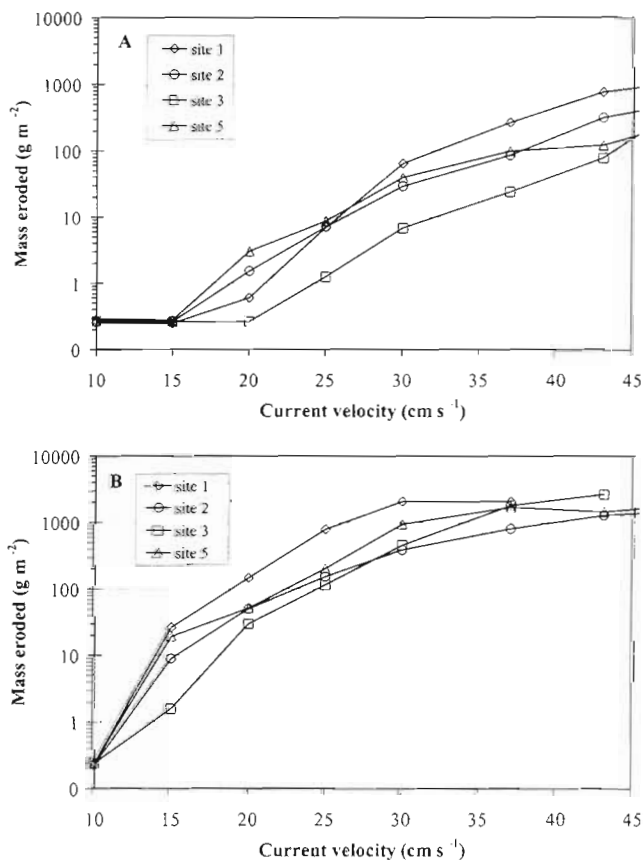 10000
A
site 1
site 2
site 3
site 5
1000
100
10
1
0
Mass eroded (g m -2)
10 15 20 25 30 35 40 45
Current velocity (cm s -1)
10000
B
site 1
site 2
site 3
site 5
1000
100
10
1
0
Mass eroded (g m -2)
10 15 20 25 30 35 40 45
Current velocity (cm s -1)